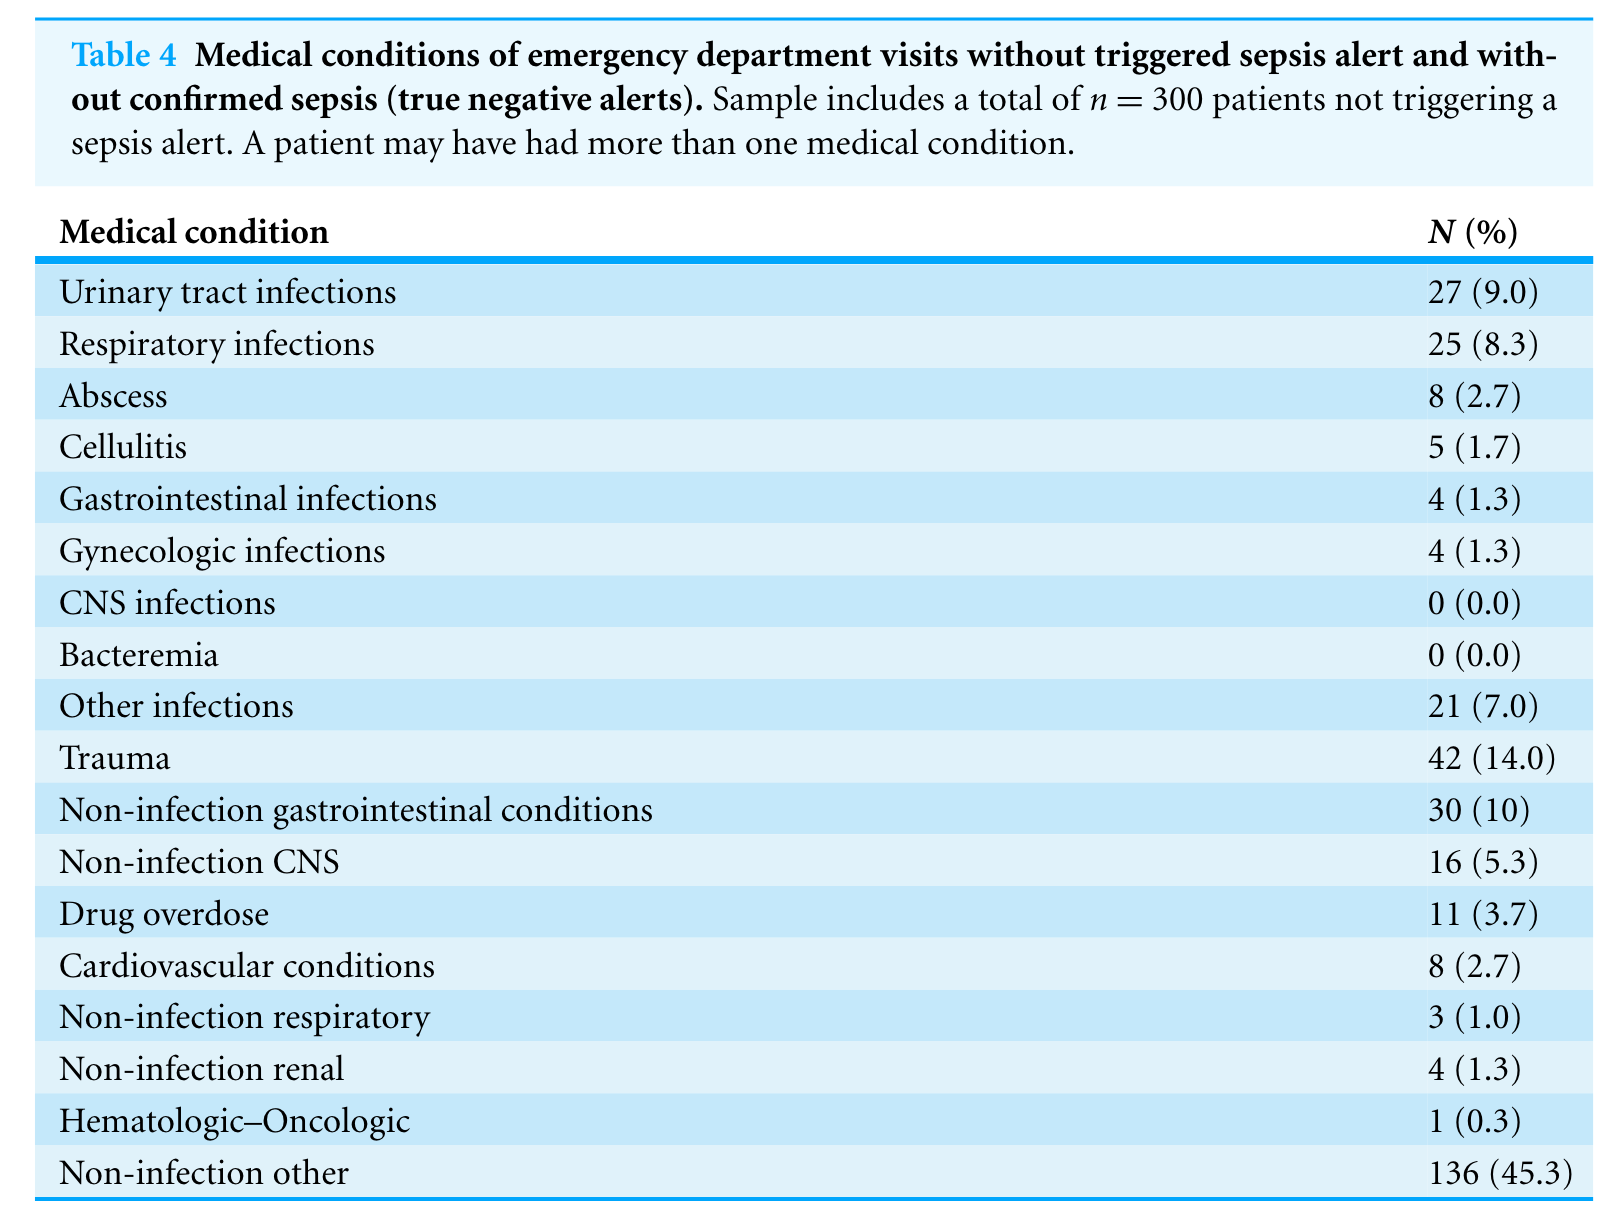 Table 4 Medical conditions of emergency department visits without triggered sepsis alert and with-
out confirmed sepsis (true negative alerts). Sample includes a total of n = 300 patients not triggering a
sepsis alert. A patient may have had more than one medical condition.
Medical condition N (%)
Urinary tract infections 27 (9.0)
Respiratory infections 25 (8.3)
Abscess 8 (2.7)
Cellulitis 5 (1.7)
Gastrointestinal infections 4 (1.3)
Gynecologic infections 4 (1.3)
CNS infections 0 (0.0)
Bacteremia 0 (0.0)
Other infections 21 (7.0)
Trauma 42 (14.0)
Non-infection gastrointestinal conditions 30 (10)
Non-infection CNS 16 (5.3)
Drug overdose 11 (3.7)
Cardiovascular conditions 8 (2.7)
Non-infection respiratory 3 (1.0)
Non-infection renal 4 (1.3)
Hematologic–Oncologic 1 (0.3)
Non-infection other 136 (45.3)